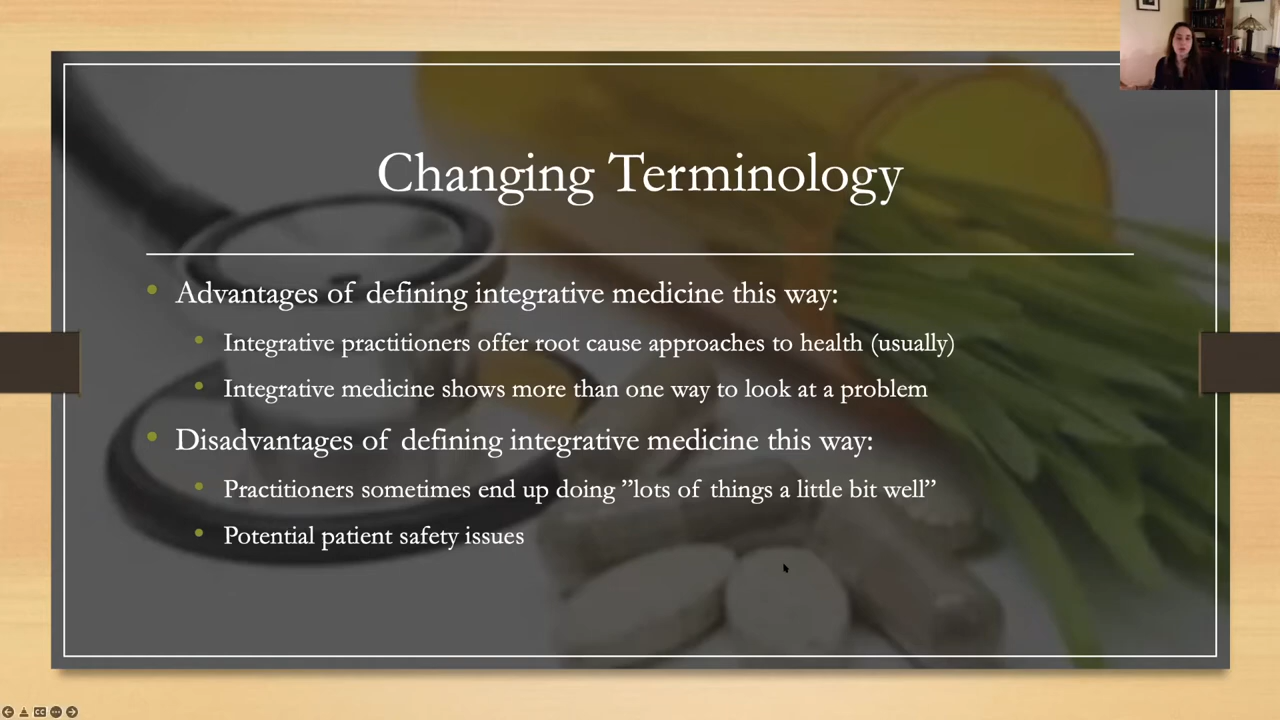 Changing Terminology
Advantages of defining integrative medicine this way:
Integrative practitioners offer root cause approaches to health (usually)
Integrative medicine shows more than one way to look at a problem
Disadvantages of defining integrative medicine this way:
Practitioners sometimes end up doing ”lots of things a little bit well”
Potential patient safety issues
CC